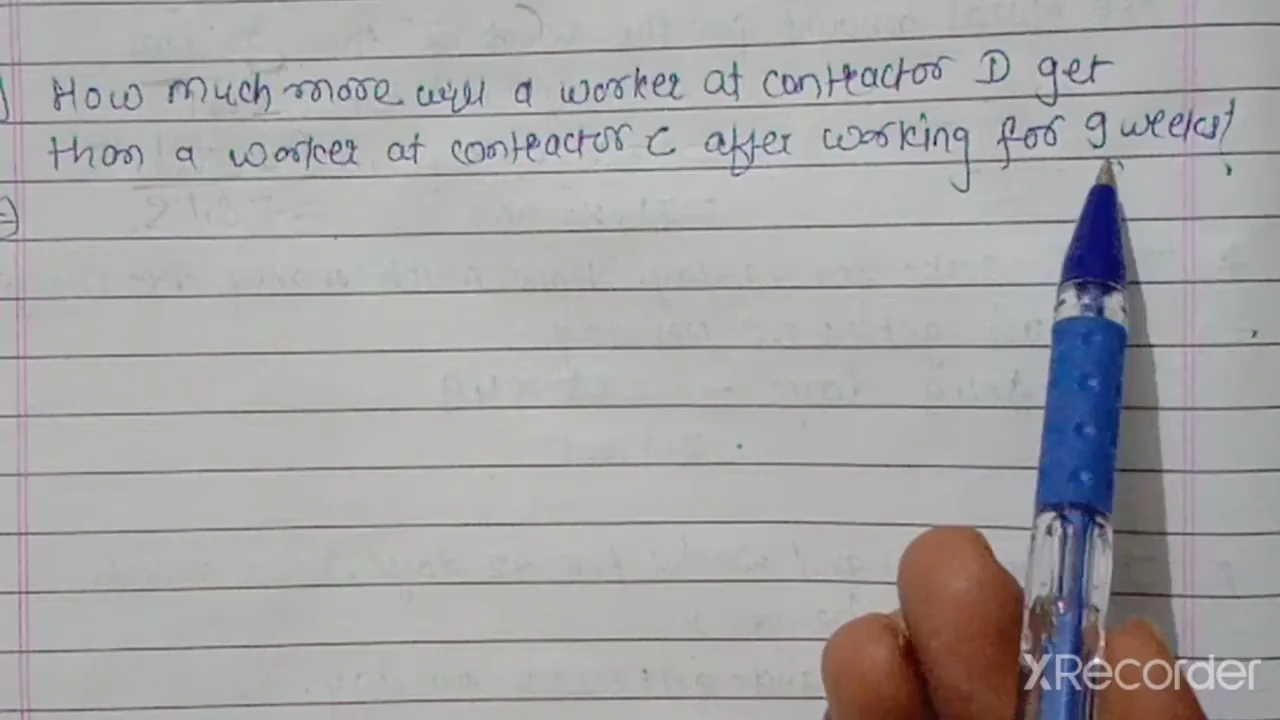 How much more will a worker at contractor D get
than a worker at contractor C after working for 9 weeks?
XRecorder